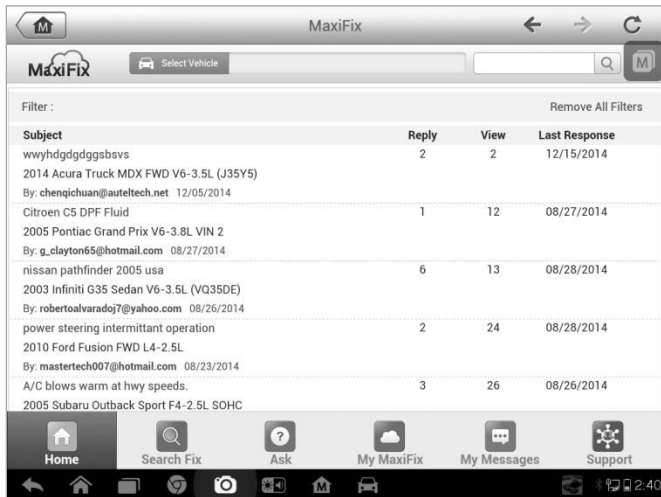 MaxiFix
MaxiFix
Select Vehicle
M
Filter :
Remove All Filters
Subject Reply View Last Response
wwyhdgdgdggsbsvs 2 2 12/15/2014
2014 Acura Truck MDX FWD V6-3.5L (J35Y5)
By: chenqichuan@auteltech.net 12/05/2014
Citroen C5 DPF Fluid 1 12 08/27/2014
2005 Pontiac Grand Prix V6-3.8L VIN 2
By: g_clayton65@hotmail.com 08/27/2014
nissan pathfinder 2005 usa 6 13 08/28/2014
2003 Infiniti G35 Sedan V6-3.5L (VQ35DE)
By: robertoalvaradoj7@yahoo.com 08/26/2014
power steering intermittant operation 2 24 08/28/2014
2010 Ford Fusion FWD L4-2.5L
By: mastertech007@hotmail.com 08/23/2014
A/C blows warm at hwy speeds. 3 26 08/26/2014
2005 Subaru Outback Sport F4-2.5L SOHC
Home Search Fix Ask My MaxiFix My Messages Support
2:40